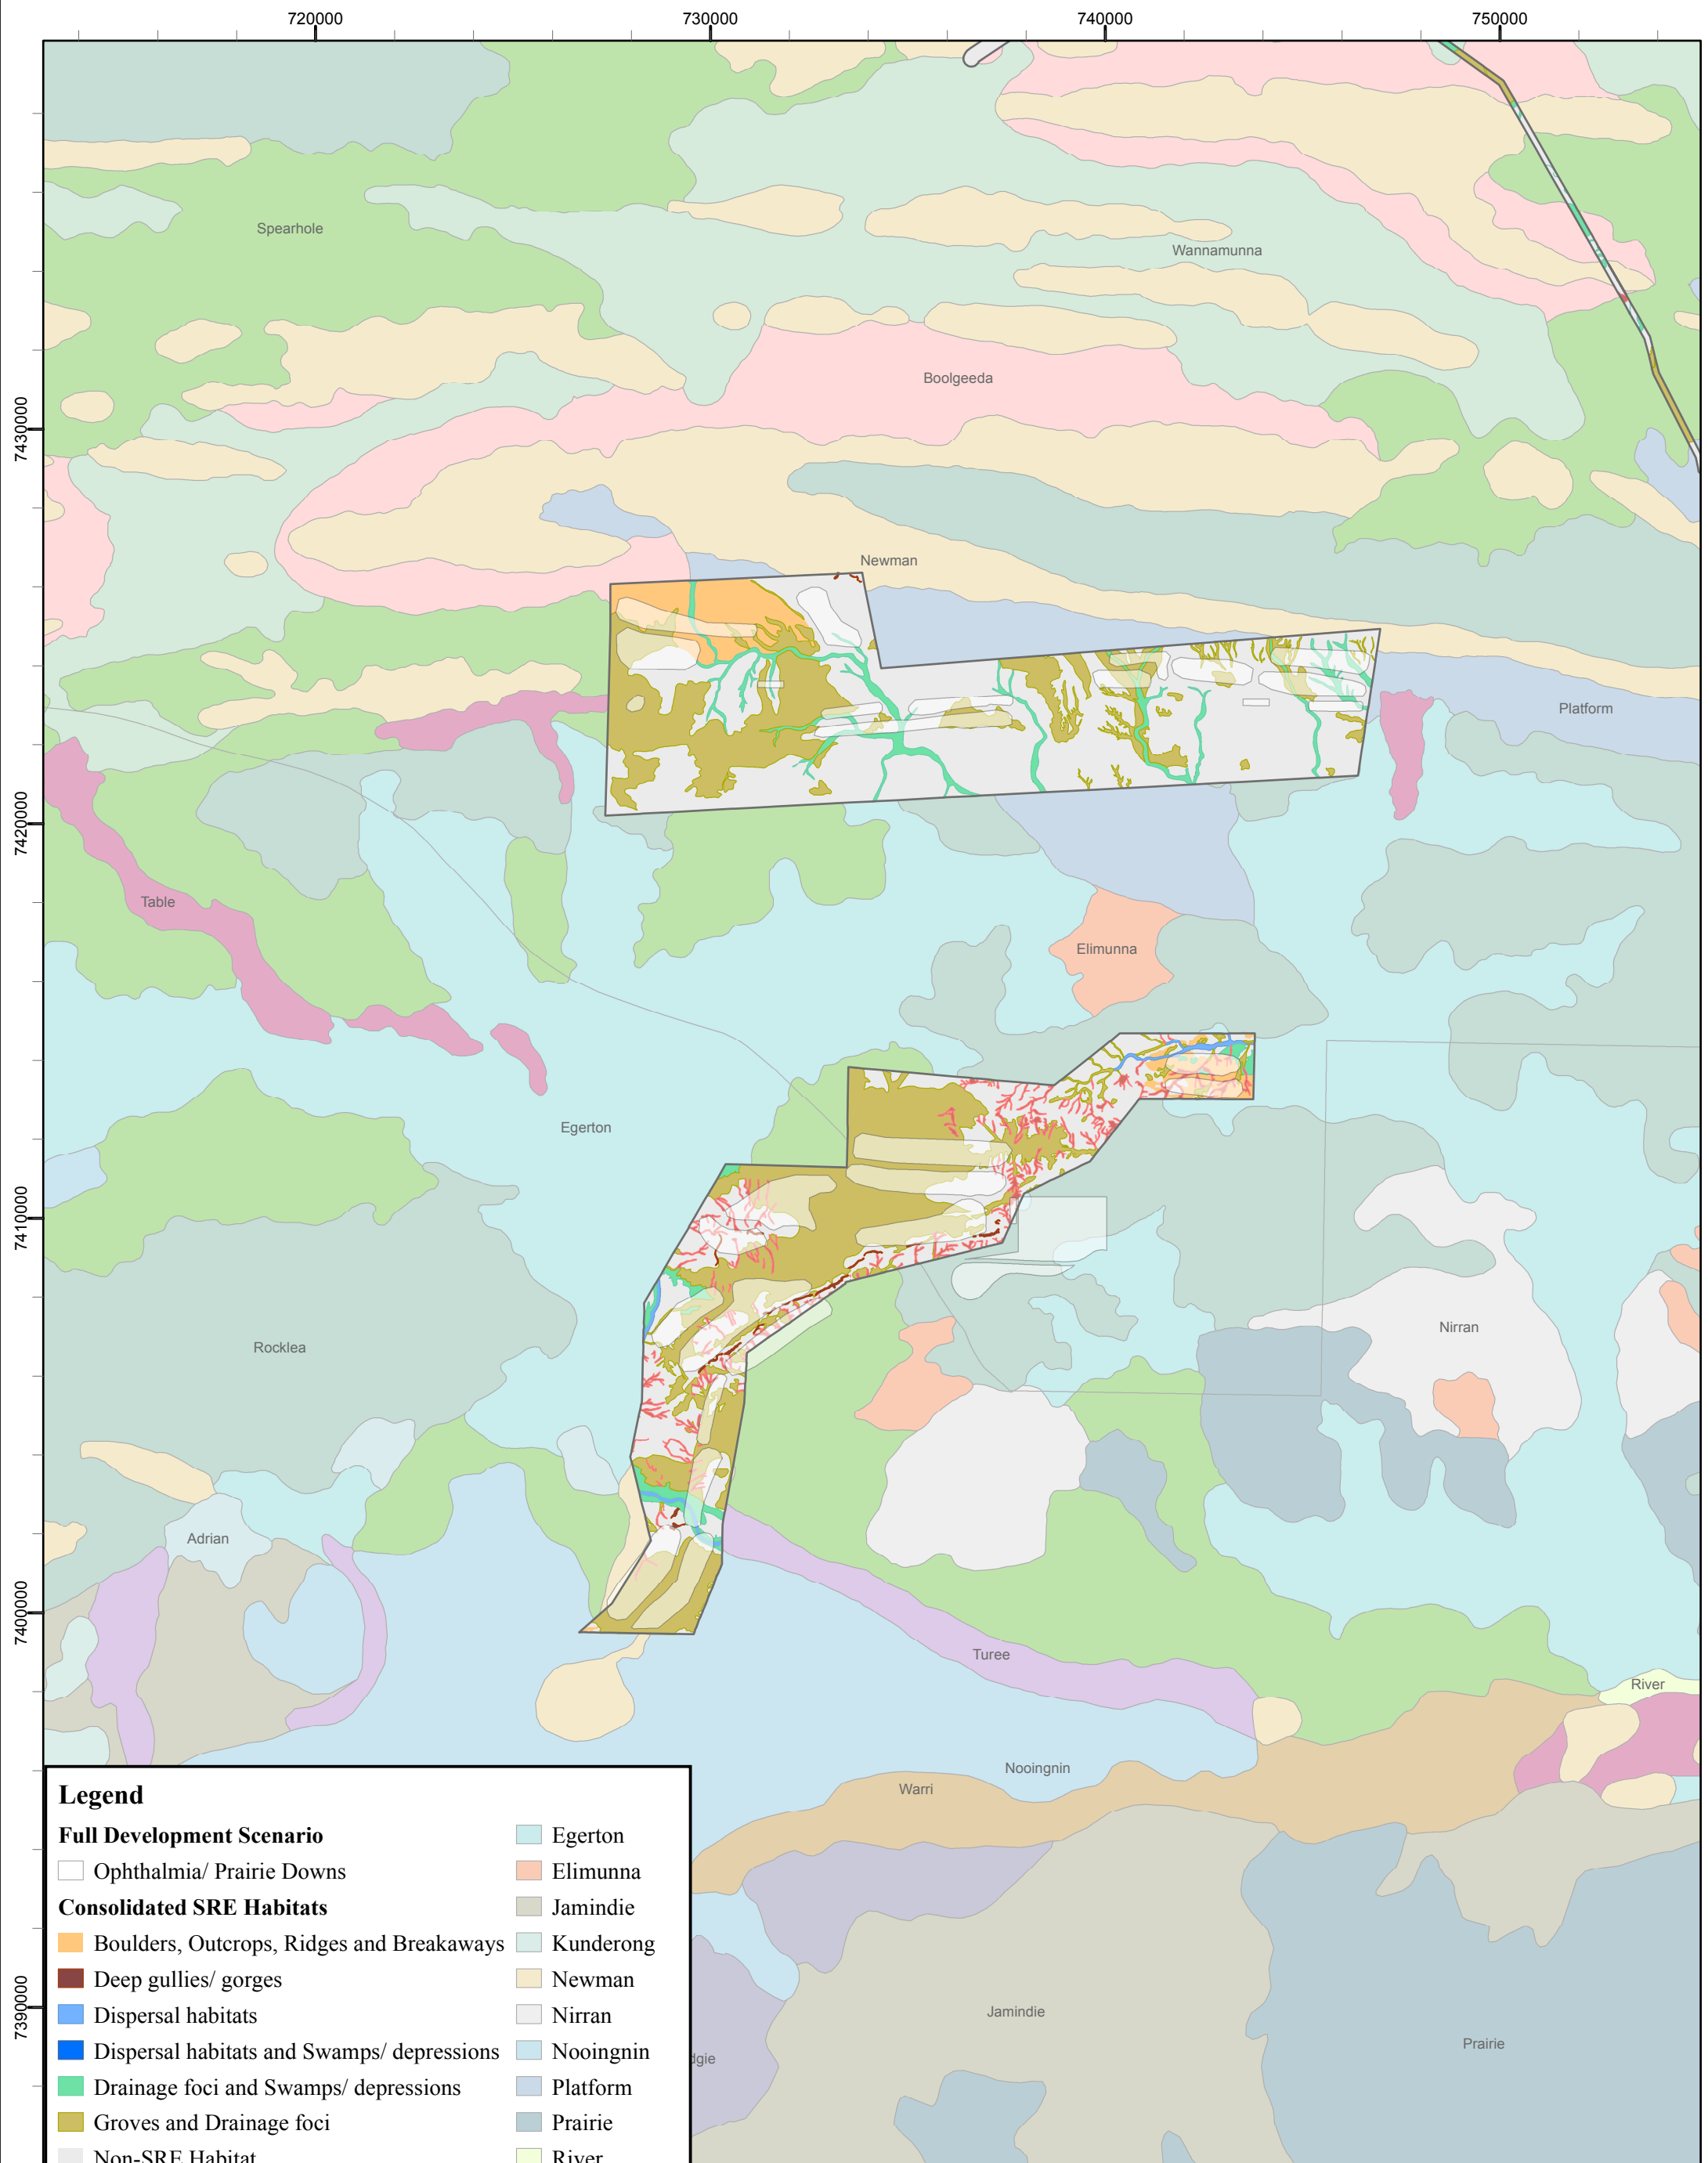 720000 730000 740000 750000
Spearhole
Wannamunna
Boolgeeda
7430000
Newman
Platform
7420000
Table
Elimunna
Egerton
7410000
Nirran
Rocklea
Adrian
7400000
Turee
River
Nooingnin
Warri
Jamindie
Prairie
dgie
7390000
Legend
Full Development Scenario
Ophthalmia/ Prairie Downs
Consolidated SRE Habitats
Boulders, Outcrops, Ridges and Breakaways
Deep gullies/ gorges
Dispersal habitats
Dispersal habitats and Swamps/ depressions
Drainage foci and Swamps/ depressions
Groves and Drainage foci
Non-SRE Habitat
Egerton
Elimunna
Jamindie
Kunderong
Newman
Nirran
Nooingnin
Platform
Prairie
River